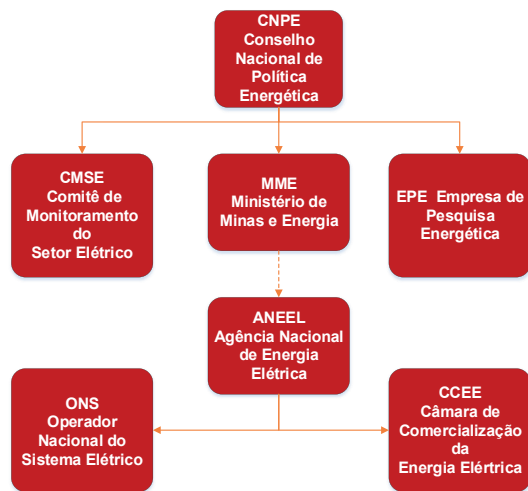 CNPE
Conselho
Nacional de
Política
Energética
CMSE
Comitê de
Monitoramento
do
Setor Elétrico
MME
Ministério de
Minas e Energia
EPE Empresa de
Pesquisa
Energética
ANEEL
Agência Nacional
de Energia
Elétrica
ONS
Operador
Nacional do
Sistema Elétrico
CCEE
Câmara de
Comercialização
da
Energia Elértrica